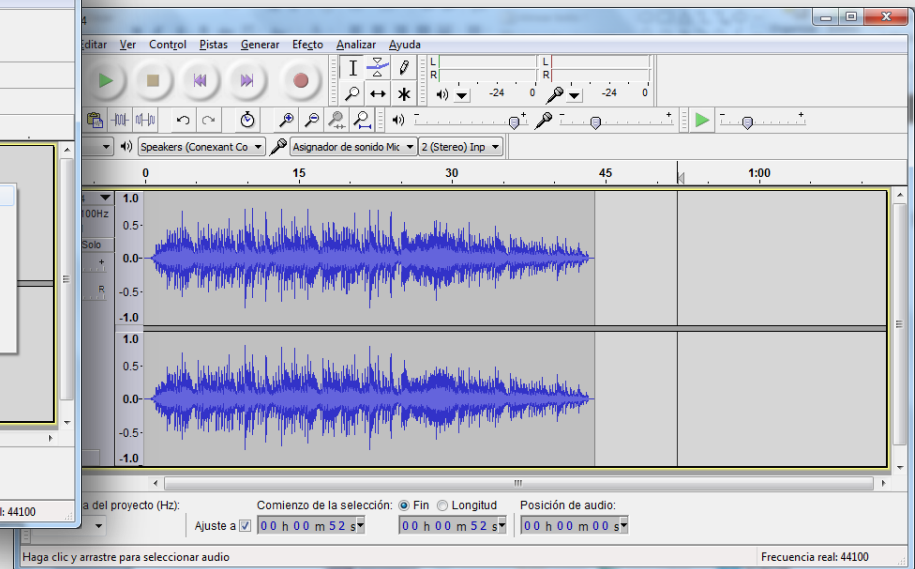 4
ditar Ver Control Pistas Generar Efecto Analizar Ayuda
L L
R R
-24 0 -24 0
- + - + - +
Speakers (Conexant Co Asignador de sonido Mic 2 (Stereo) Inp
0 15 30 45 1:00
00Hz
Solo
+
R
1.0
0.5
0.0
-0.5
-1.0
1.0
0.5
0.0
-0.5
-1.0
a del proyecto (Hz): Comienzo de la selección: Fin Longitud Posición de audio:
Ajuste a 00 h 00 m 52 s 00 h 00 m 52 s 00 h 00 m 00 s
l: 44100
Haga clic y arrastre para seleccionar audio Frecuencia real: 44100